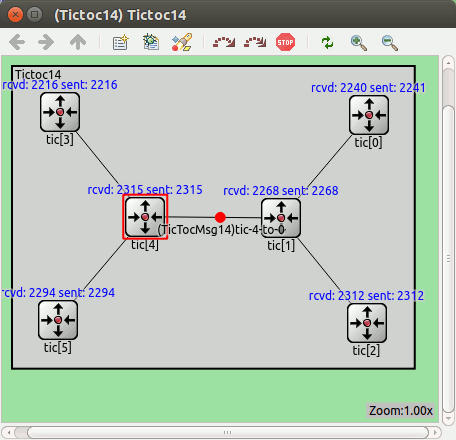 (Tictoc14) Tictoc14
STOP
Tictoc14
rcvd: 2216 sent: 2216
rcvd: 2240 sent: 2241
tic[3]
tic[0]
rcvd: 2315 sent: 2315
rcvd: 2268 sent: 2268
(TicTocMsg14)tic-4-to-0
tic[4]
tic[1]
rcvd: 2294 sent: 2294
rcvd: 2312 sent: 2312
tic[5]
tic[2]
Zoom:1.00x